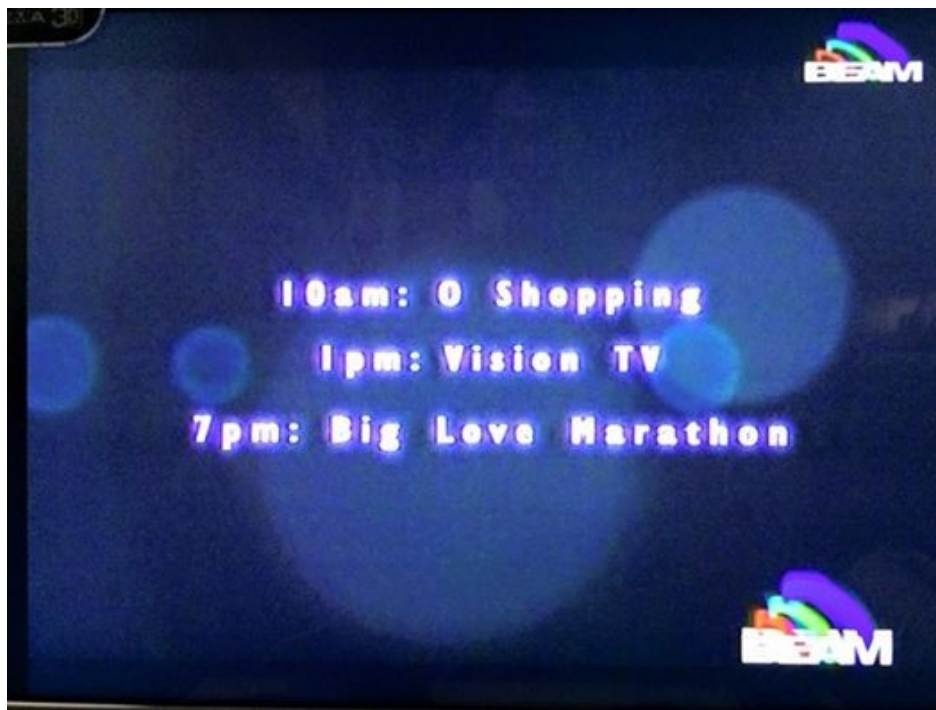 BEAM
10am: O Shopping
1pm: Vision TV
7pm: Big Love Marathon
BEAM